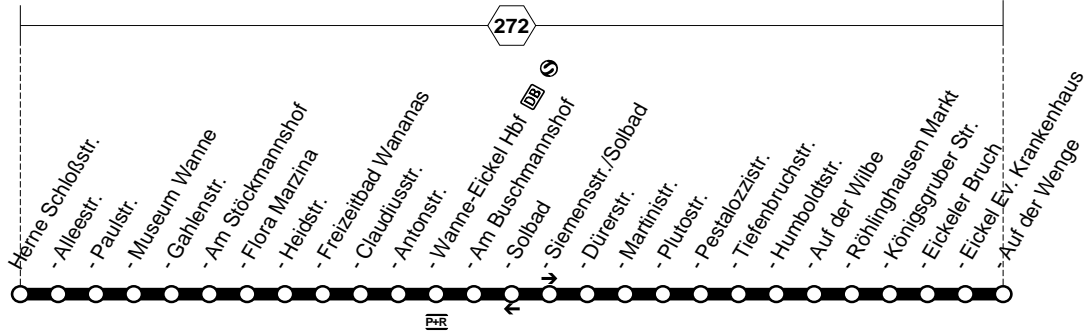 272
Herne Schloßstr.
- Alleestr.
- Paulstr.
- Museum Wanne
- Gahlenstr.
- Am Stöckmannshof
- Flora Marzina
- Heidstr.
- Freizeitbad Wananas
- Claudiusstr.
- Antonstr.
- Wanne-Eickel Hbf DB S
- Am Buschmannshof
- Solbad
- Siemensstr./Solbad
- Dürerstr.
- Martinistr.
- Plutostr.
- Pestalozzistr.
- Tiefenbruchstr.
- Humboldtstr.
- Auf der Wilbe
- Röhlinghausen Markt
- Königsgruber Str.
- Eickeler Bruch
- Eickel Ev. Krankenhaus
- Auf der Wenge
P+R